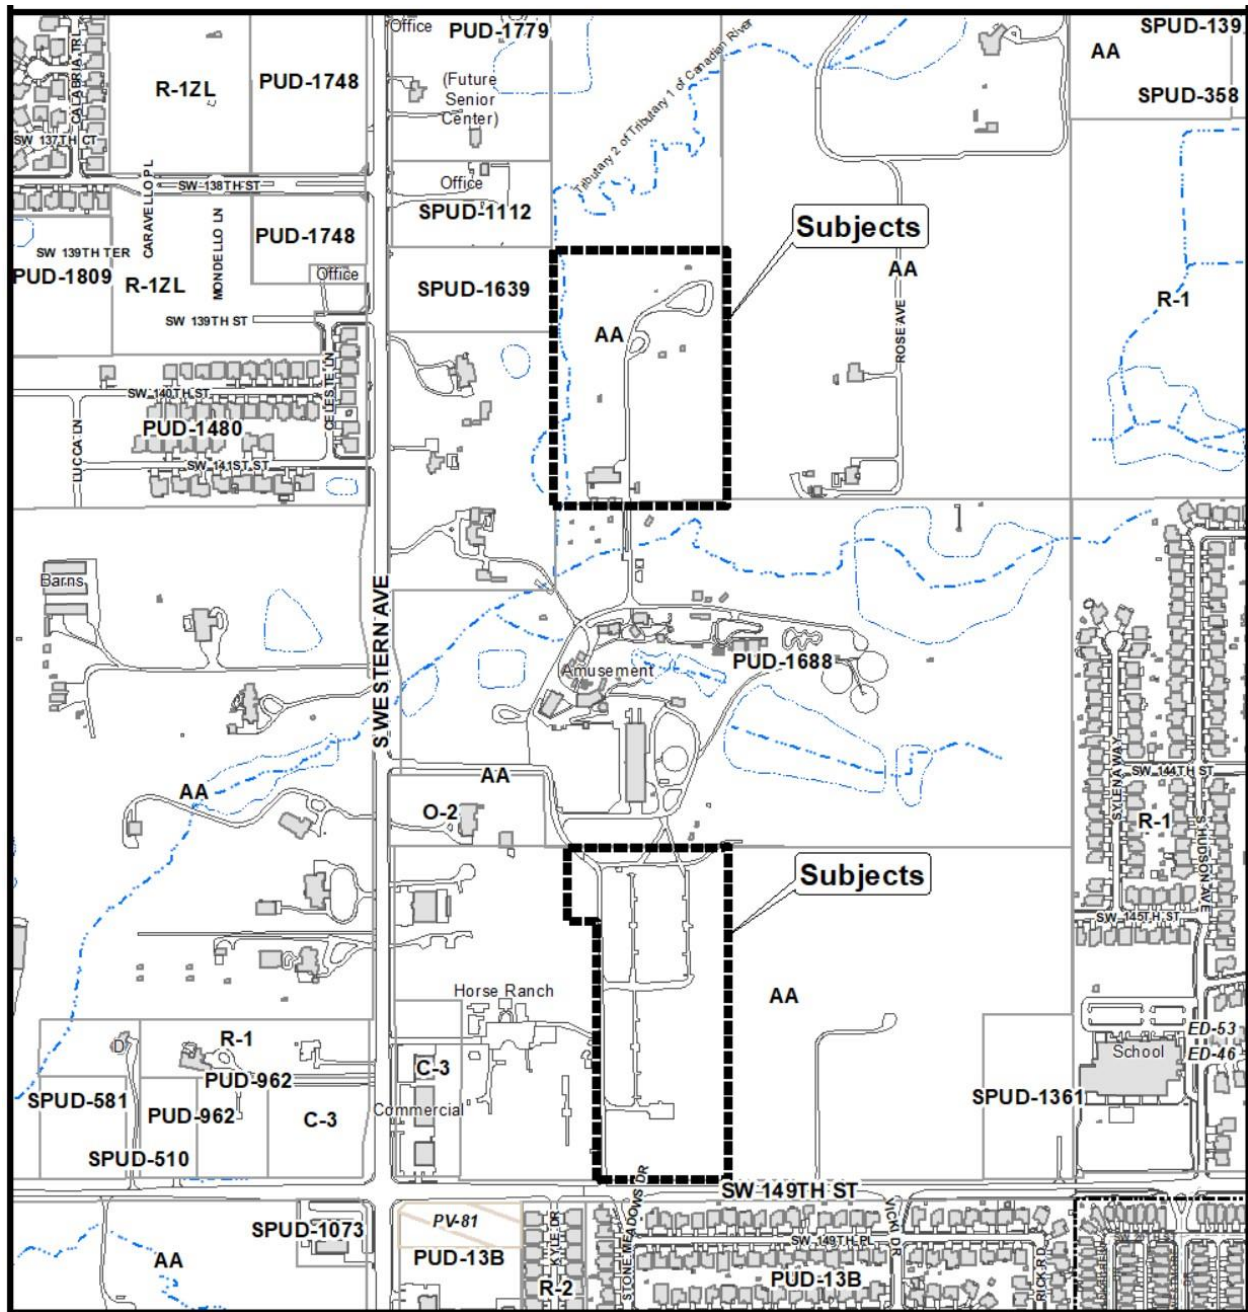 Office
PUD-1779
SPUD-139
AA
CALABRIA TRL
R-1ZL
PUD-1748
(Future
Senior
Center)
SPUD-358
Tributary 2 of Tributary 1 of Canadian River
SW 137TH CT
SW 138TH ST
Office
SPUD-1112
CARAVELLO PL
MONDELLO LN
PUD-1748
Subjects
SW 139TH TER
PUD-1809
R-1ZL
Office
SPUD-1639
AA
R-1
SW 139TH ST
AA
ROSE AVE
CELESTE LN
SW 140TH ST
PUD-1480
LUCCA LN
SW 141ST ST
Barns
S WESTERN AVE
Amusement
PUD-1688
AA
AA
O-2
SYLENA WAY
SW 144TH ST
R-1
S HUDSON AVE
Subjects
SW 145TH ST
Horse Ranch
AA
R-1
PUD-962
C-3
School
ED-53
ED-46
SPUD-581
PUD-962
C-3
Commercial
SPUD-1361
SPUD-510
SW 149TH ST
SPUD-1073
PV-81
KYLE DR
STONE MEADOWS DR
VICKI DR
SW 149TH PL
RICK RD
AA
PUD-13B
R-2
PUD-13B